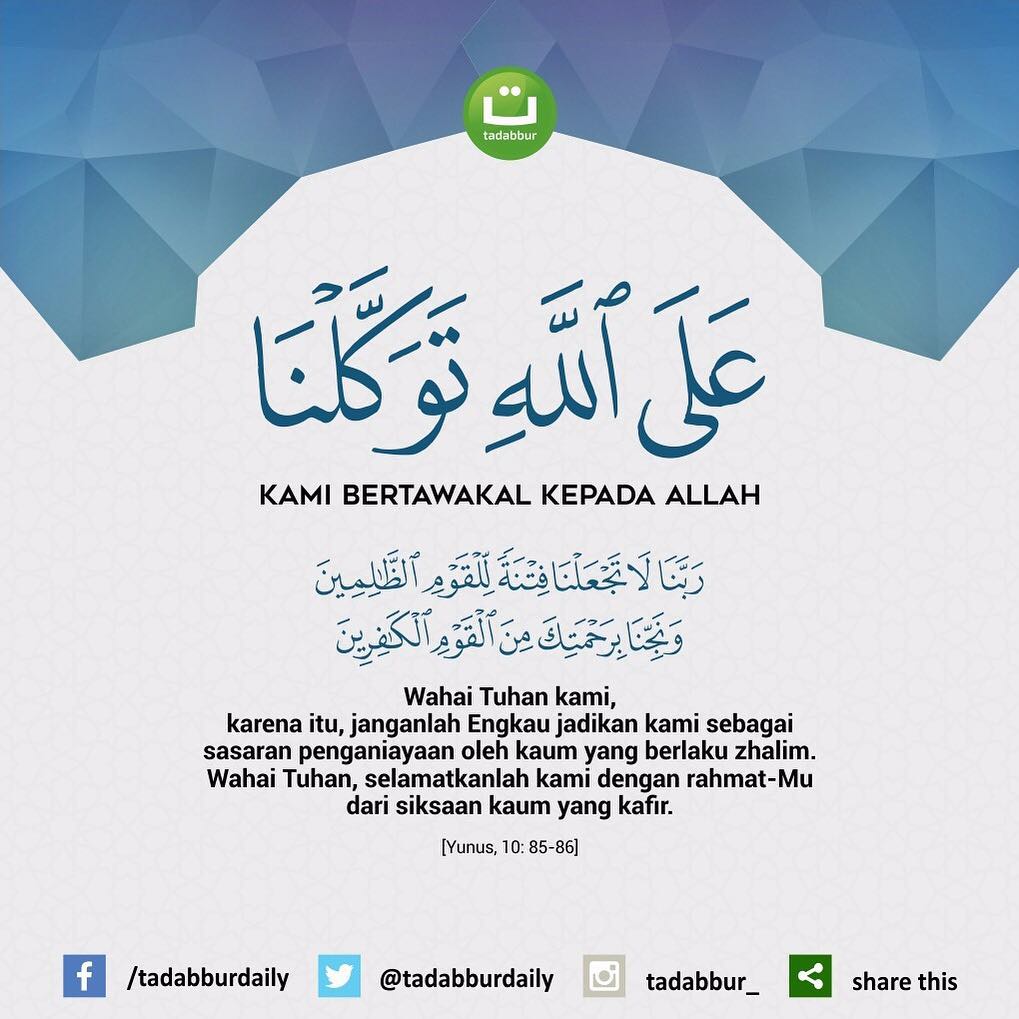 ت
tadabbur
عَلَى ٱللَّهِ تَوَكَّلْنَا
KAMI BERTAWAKAL KEPADA ALLAH
رَبَّنَا لَا تَجْعَلْنَا فِتْنَةً لِّلْقَوْمِ ٱلظَّـٰلِمِينَ
وَنَجِّنَا بِرَحْمَتِكَ مِنَ ٱلْقَوْمِ ٱلْكَـٰفِرِينَ
Wahai Tuhan kami,
karena itu, janganlah Engkau jadikan kami sebagai
sasaran penganiayaan oleh kaum yang berlaku zhalim.
Wahai Tuhan, selamatkanlah kami dengan rahmat-Mu
dari siksaan kaum yang kafir.
[Yunus, 10: 85-86]
/tadabburdaily @tadabburdaily tadabbur_ share this